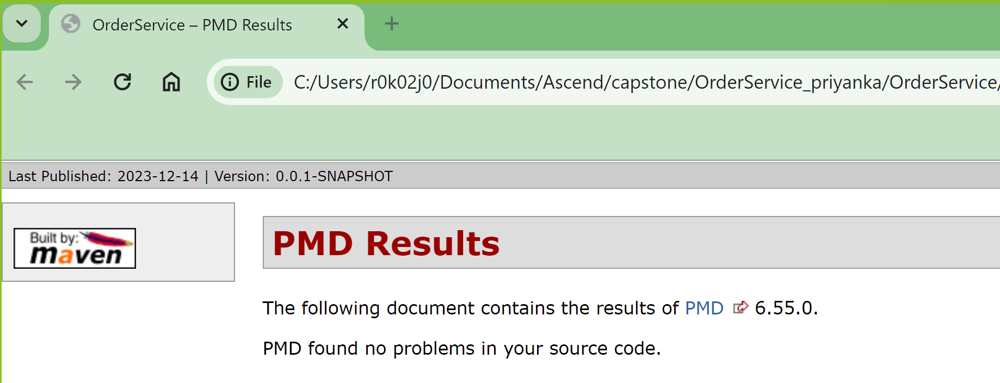 OrderService – PMD Results
File
C:/Users/r0k02j0/Documents/Ascend/capstone/OrderService_priyanka/OrderService/
Last Published: 2023-12-14 | Version: 0.0.1-SNAPSHOT
Built by:
maven
PMD Results
The following document contains the results of PMD 6.55.0.
PMD found no problems in your source code.